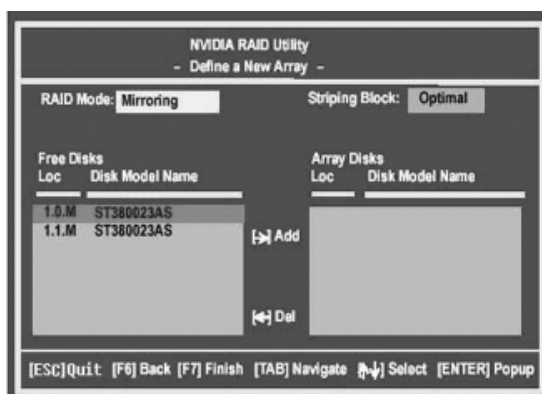 NVIDIA RAID Utility
- Define a New Array -
RAID Mode: Mirroring
Striping Block: Optimal
Free Disks
Loc Disk Model Name
1.0.M ST380023AS
1.1.M ST380023AS
[→] Add
[←] Del
Array Disks
Loc Disk Model Name
[ESC]Quit [F6] Back [F7] Finish [TAB] Navigate [↑↓] Select [ENTER] Popup